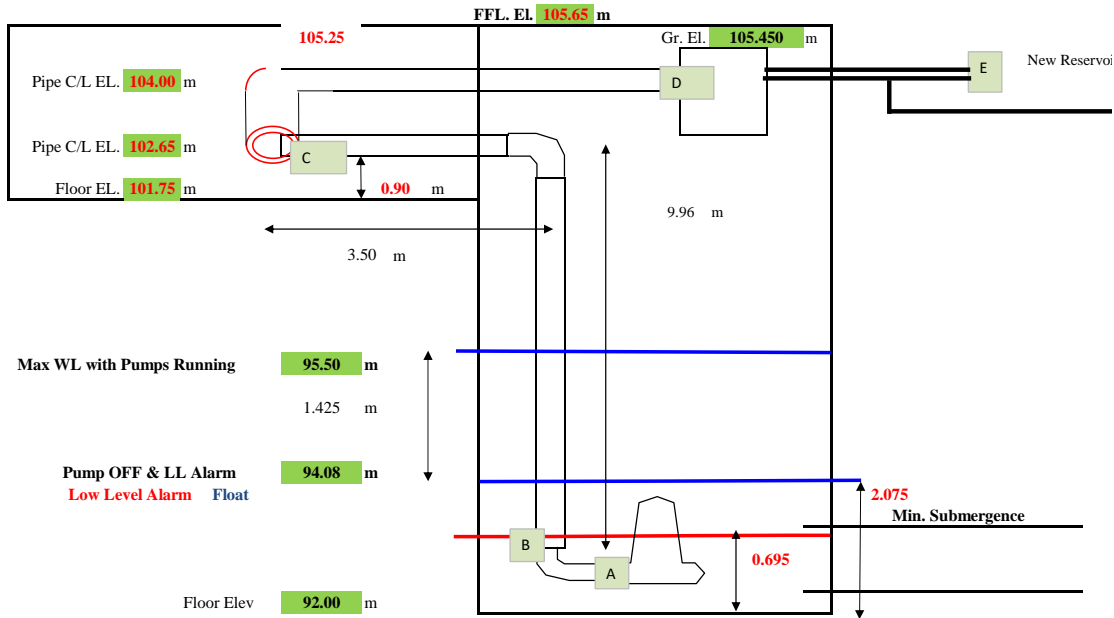 FFL. El. 105.65 m
105.25
Gr. El. 105.450 m
Pipe C/L EL. 104.00 m
D
E
New Reservoi
Pipe C/L EL. 102.65 m
C
Floor EL. 101.75 m
0.90 m
9.96 m
3.50 m
Max WL with Pumps Running 95.50 m
1.425 m
Pump OFF & LL Alarm 94.08 m
Low Level Alarm Float
2.075
Min. Submergence
B
0.695
A
Floor Elev 92.00 m